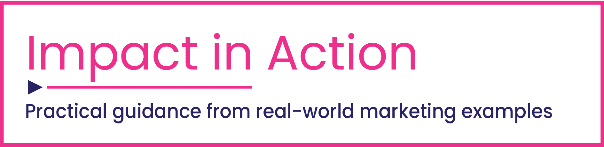 Impact in Action
Practical guidance from real-world marketing examples